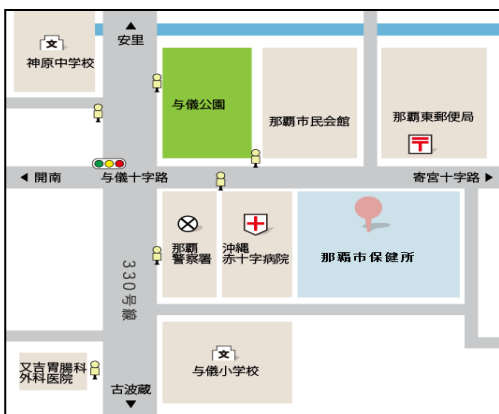 ▲
安里
文
神原中学校
与儀公園
那覇市民会館
那覇東郵便局
〒
◀ 開南
与儀十字路
寄宮十字路 ▶
330号線
那覇
警察署
沖縄
赤十字病院
那覇市保健所
文
与儀小学校
又吉胃腸科
外科医院
古波蔵
▼